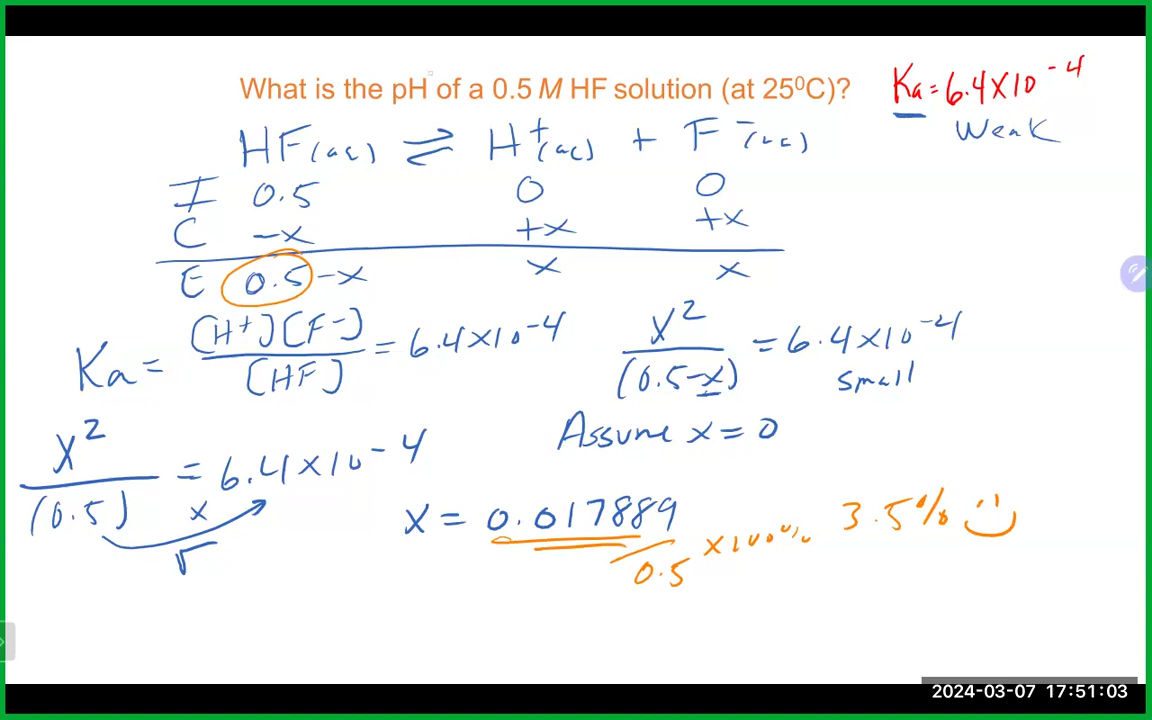 What is the pH of a 0.5 M HF solution (at 25⁰C)?
Ka = 6.4 x 10⁻⁴
Weak
HF(aq) ⇌ H⁺(aq) + F⁻(aq)
I 0.5 0 0
C -x +x +x
E 0.5-x x x
Ka = [H⁺][F⁻] / [HF] = 6.4x10⁻⁴
x² / (0.5-x) = 6.4x10⁻⁴
small
Assume x = 0
x² / (0.5) = 6.4x10⁻⁴
x
√
x = 0.017889 / 0.5 x100% 3.5%
2024-03-07 17:51:03